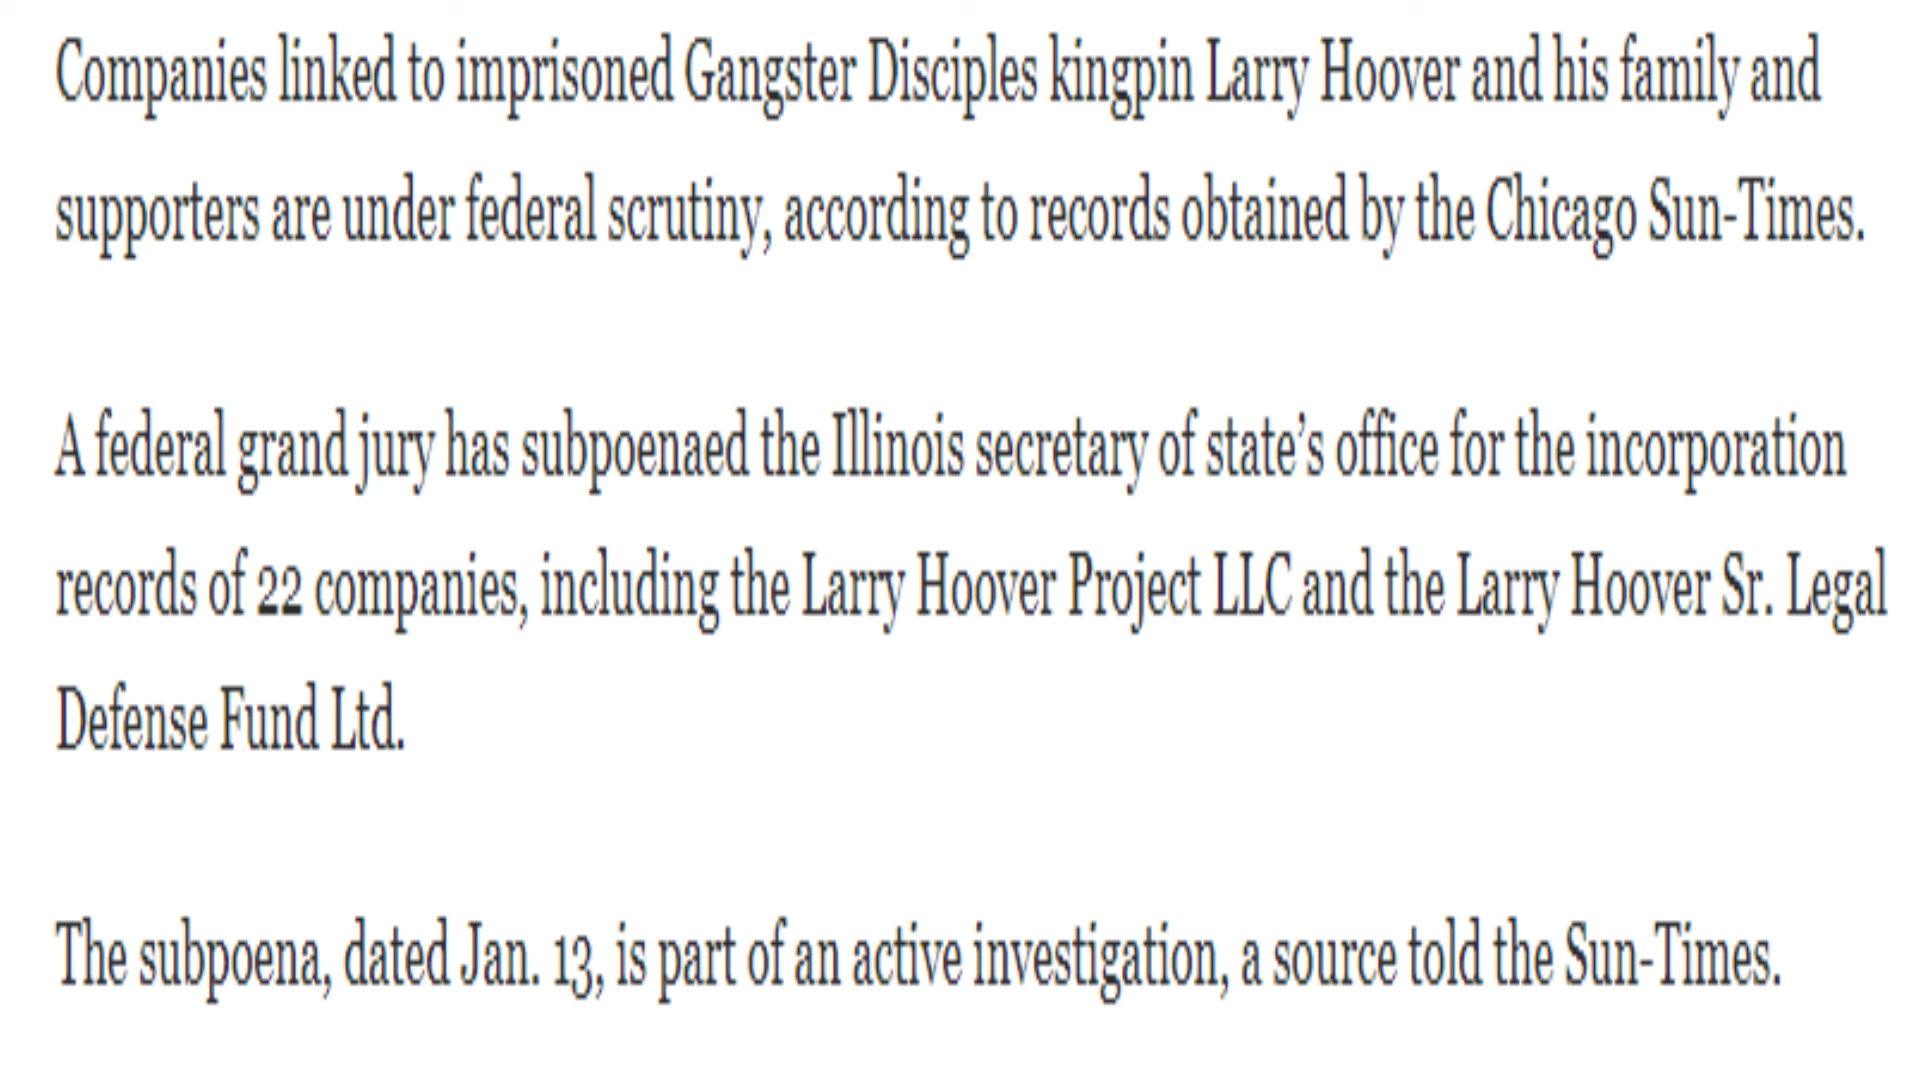 Companies linked to imprisoned Gangster Disciples kingpin Larry Hoover and his family and
supporters are under federal scrutiny, according to records obtained by the Chicago Sun-Times.
A federal grand jury has subpoenaed the Illinois secretary of state’s office for the incorporation
records of 22 companies, including the Larry Hoover Project LLC and the Larry Hoover Sr. Legal
Defense Fund Ltd.
The subpoena, dated Jan. 13, is part of an active investigation, a source told the Sun-Times.